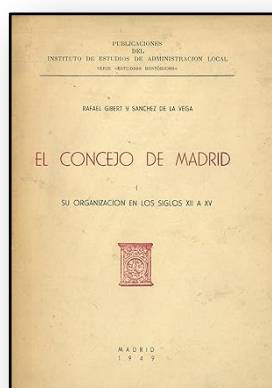 PUBLICACIONES
DEL
INSTITUTO DE ESTUDIOS DE ADMINISTRACION LOCAL
SERIE «ESTUDIOS HISTÓRICOS»
RAFAEL GIBERT Y SANCHEZ DE LA VEGA
EL CONCEJO DE MADRID
I
SU ORGANIZACION EN LOS SIGLOS XII A XV
MADRID
1949